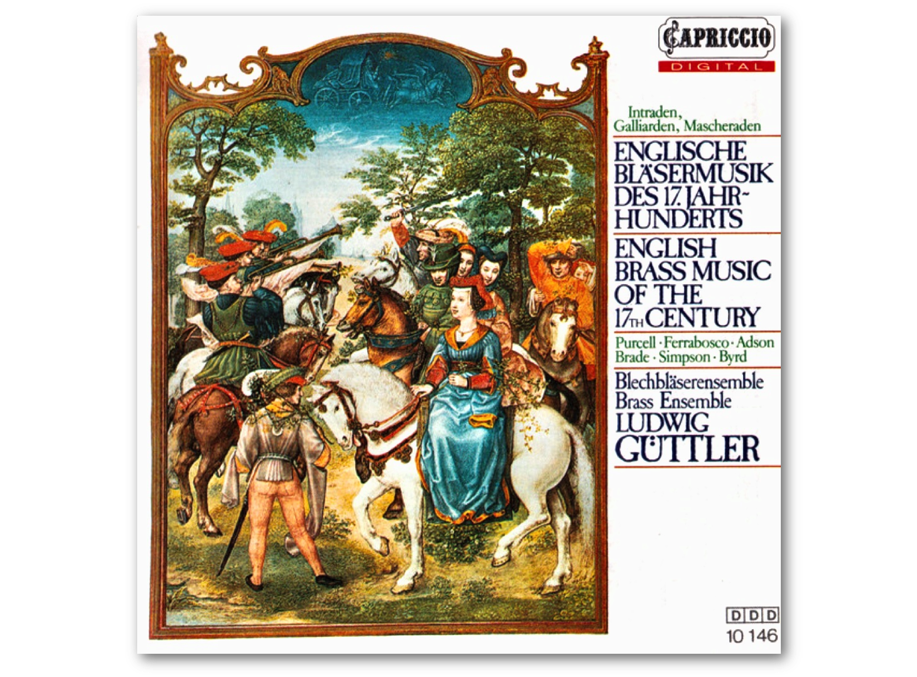 CAPRICCIO
DIGITAL
Intraden,
Galliarden, Mascheraden
ENGLISCHE
BLÄSERMUSIK
DES 17. JAHR-
HUNDERTS
ENGLISH
BRASS MUSIC
OF THE
17TH CENTURY
Purcell · Ferrabosco · Adson
Brade · Simpson · Byrd
Blechbläserensemble
Brass Ensemble
LUDWIG
GÜTTLER
DDD
10 146